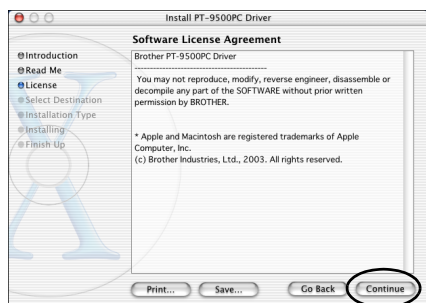 Install PT-9500PC Driver
Introduction
Read Me
License
Select Destination
Installation Type
Installing
Finish Up
Software License Agreement
Brother PT-9500PC Driver
--------------------------------------------
You may not reproduce, modify, reverse engineer, disassemble or
decompile any part of the SOFTWARE without prior written
permission by BROTHER.
* Apple and Macintosh are registered trademarks of Apple
Computer, Inc.
(c) Brother Industries, Ltd., 2003. All rights reserved.
Print...
Save...
Go Back
Continue